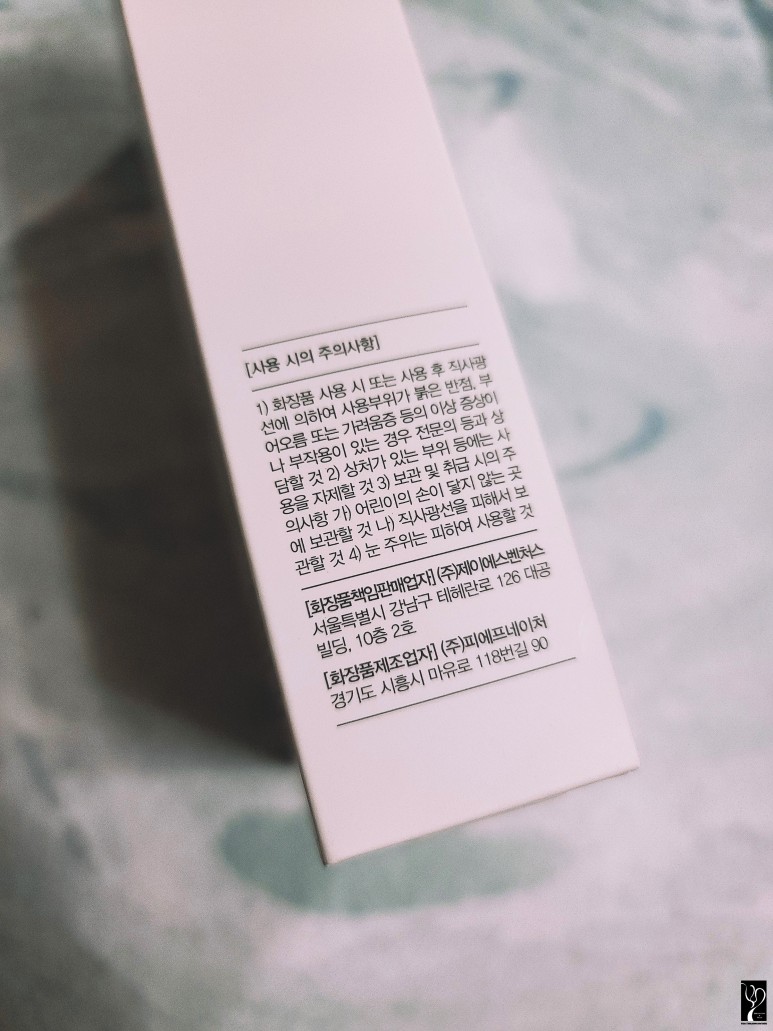 [사용 시의 주의사항]
1) 화장품 사용 시 또는 사용 후 직사광
선에 의하여 사용부위가 붉은 반점, 부
어오름 또는 가려움증 등의 이상 증상이
나 부작용이 있는 경우 전문의 등과 상
담할 것 2) 상처가 있는 부위 등에는 사
용을 자제할 것 3) 보관 및 취급 시의 주
의사항 가) 어린이의 손이 닿지 않는 곳
에 보관할 것 나) 직사광선을 피해서 보
관할 것 4) 눈 주위는 피하여 사용할 것
[화장품책임판매업자] (주)제이에스벤처스
서울특별시 강남구 테헤란로 126 대공
빌딩, 10층 2호
[화장품제조업자] (주)피에프네이처
경기도 시흥시 마유로 118번길 90